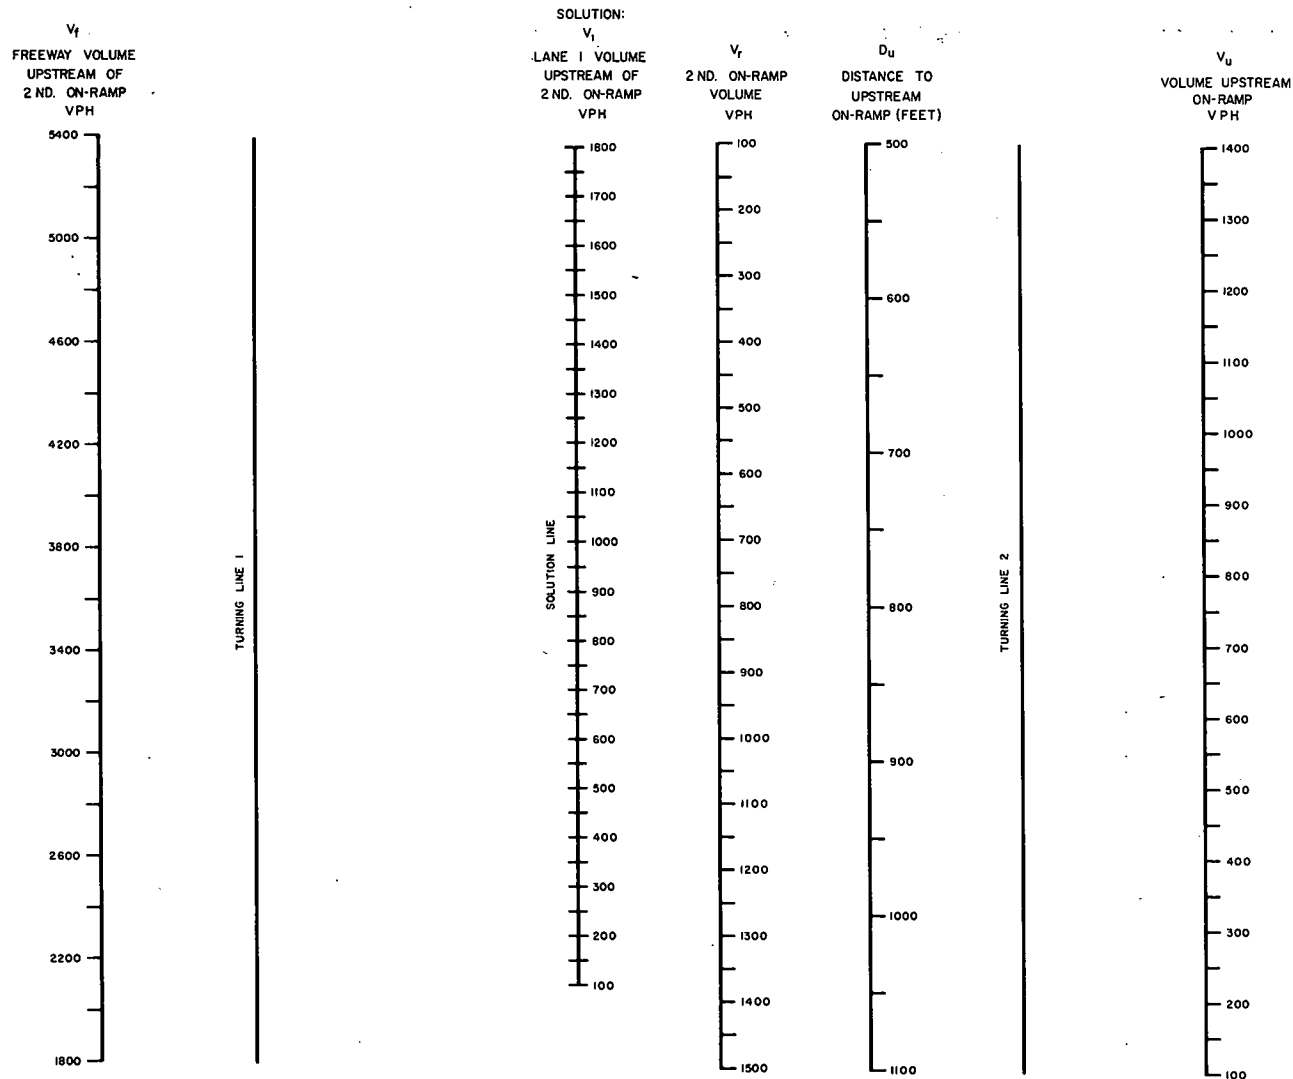 V_f
FREEWAY VOLUME
UPSTREAM OF
2 ND. ON-RAMP
VPH
5400
5000
4600
4200
3800
3400
3000
2600
2200
1800
TURNING LINE 1
SOLUTION:
V_1
LANE 1 VOLUME
UPSTREAM OF
2 ND. ON-RAMP
VPH
1800
1700
1600
1500
1400
1300
1200
1100
1000
900
800
700
600
500
400
300
200
100
SOLUTION LINE
V_r
2 ND. ON-RAMP
VOLUME
VPH
100
200
300
400
500
600
700
800
900
1000
1100
1200
1300
1400
1500
D_u
DISTANCE TO
UPSTREAM
ON-RAMP (FEET)
500
600
700
800
900
1000
1100
TURNING LINE 2
V_u
VOLUME UPSTREAM
ON-RAMP
VPH
1400
1300
1200
1100
1000
900
800
700
600
500
400
300
200
100